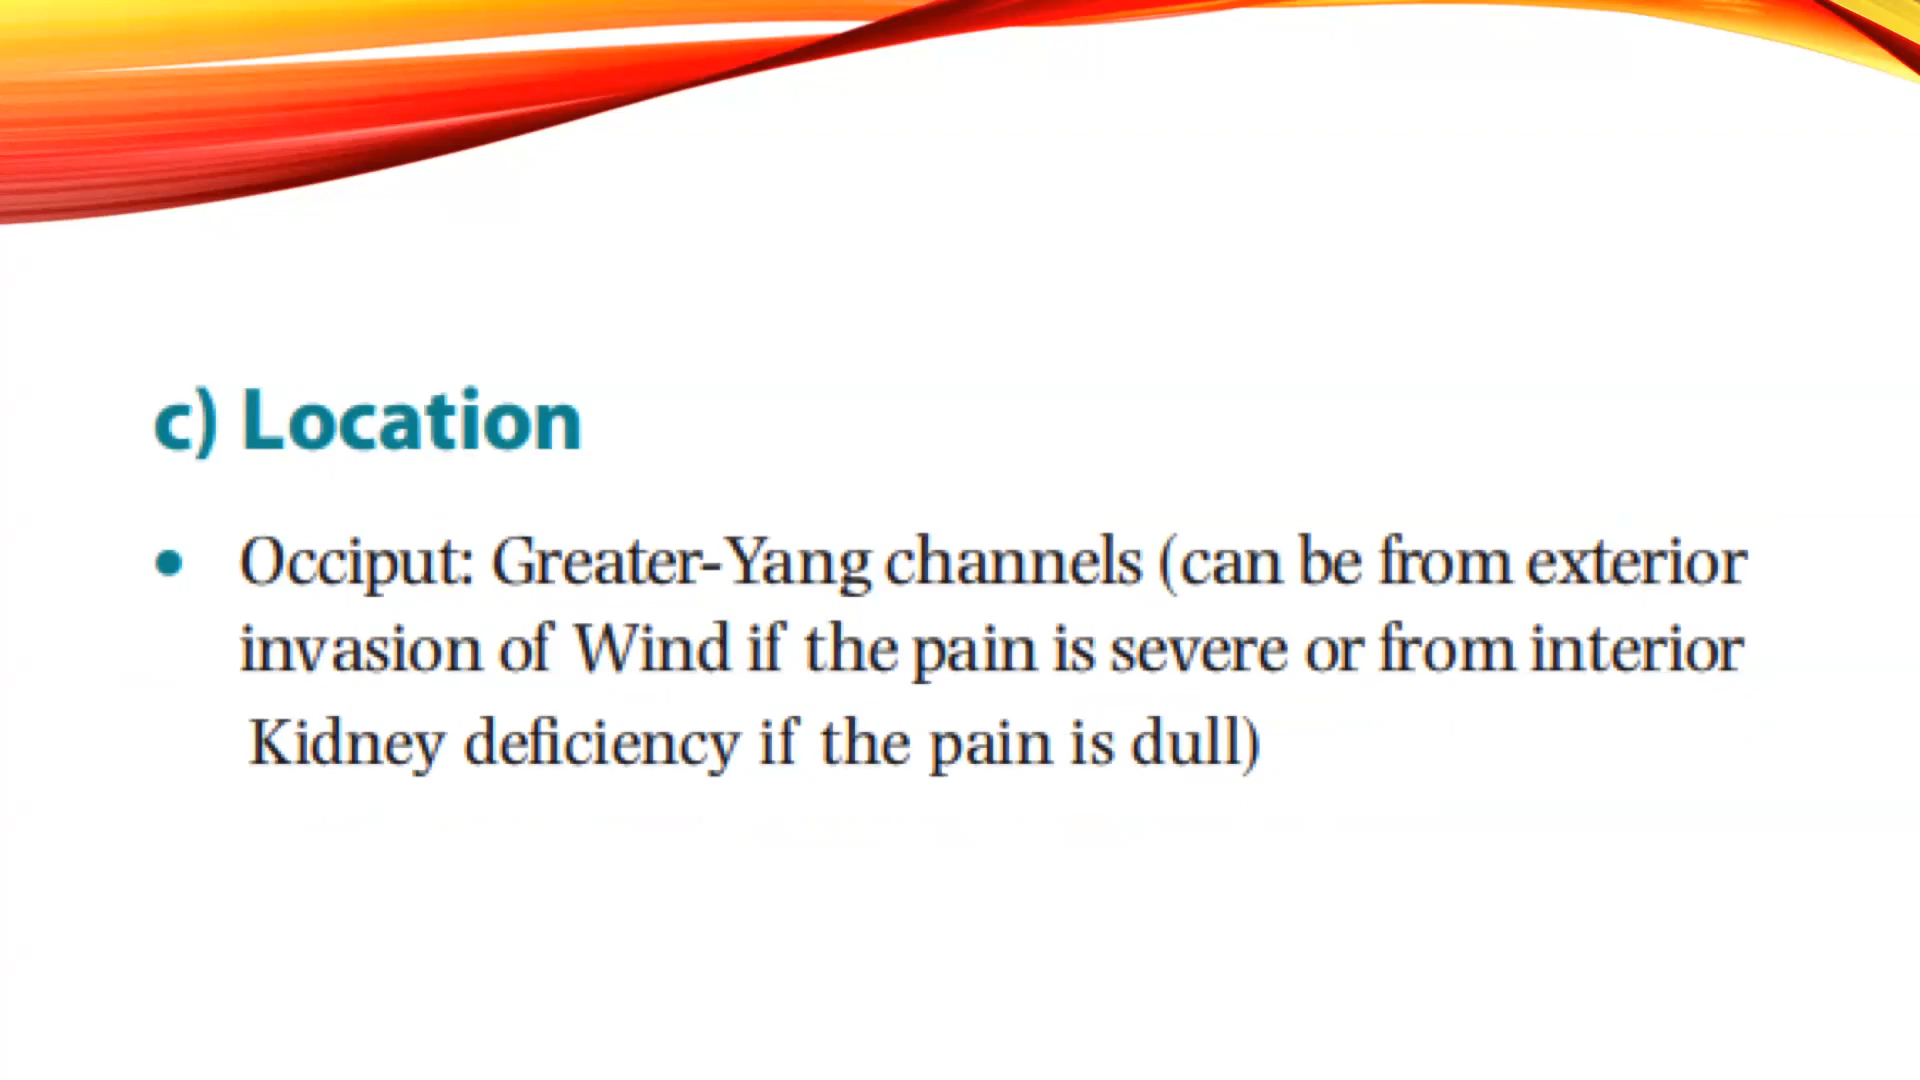 c) Location
• Occiput: Greater-Yang channels (can be from exterior
invasion of Wind if the pain is severe or from interior
Kidney deficiency if the pain is dull)